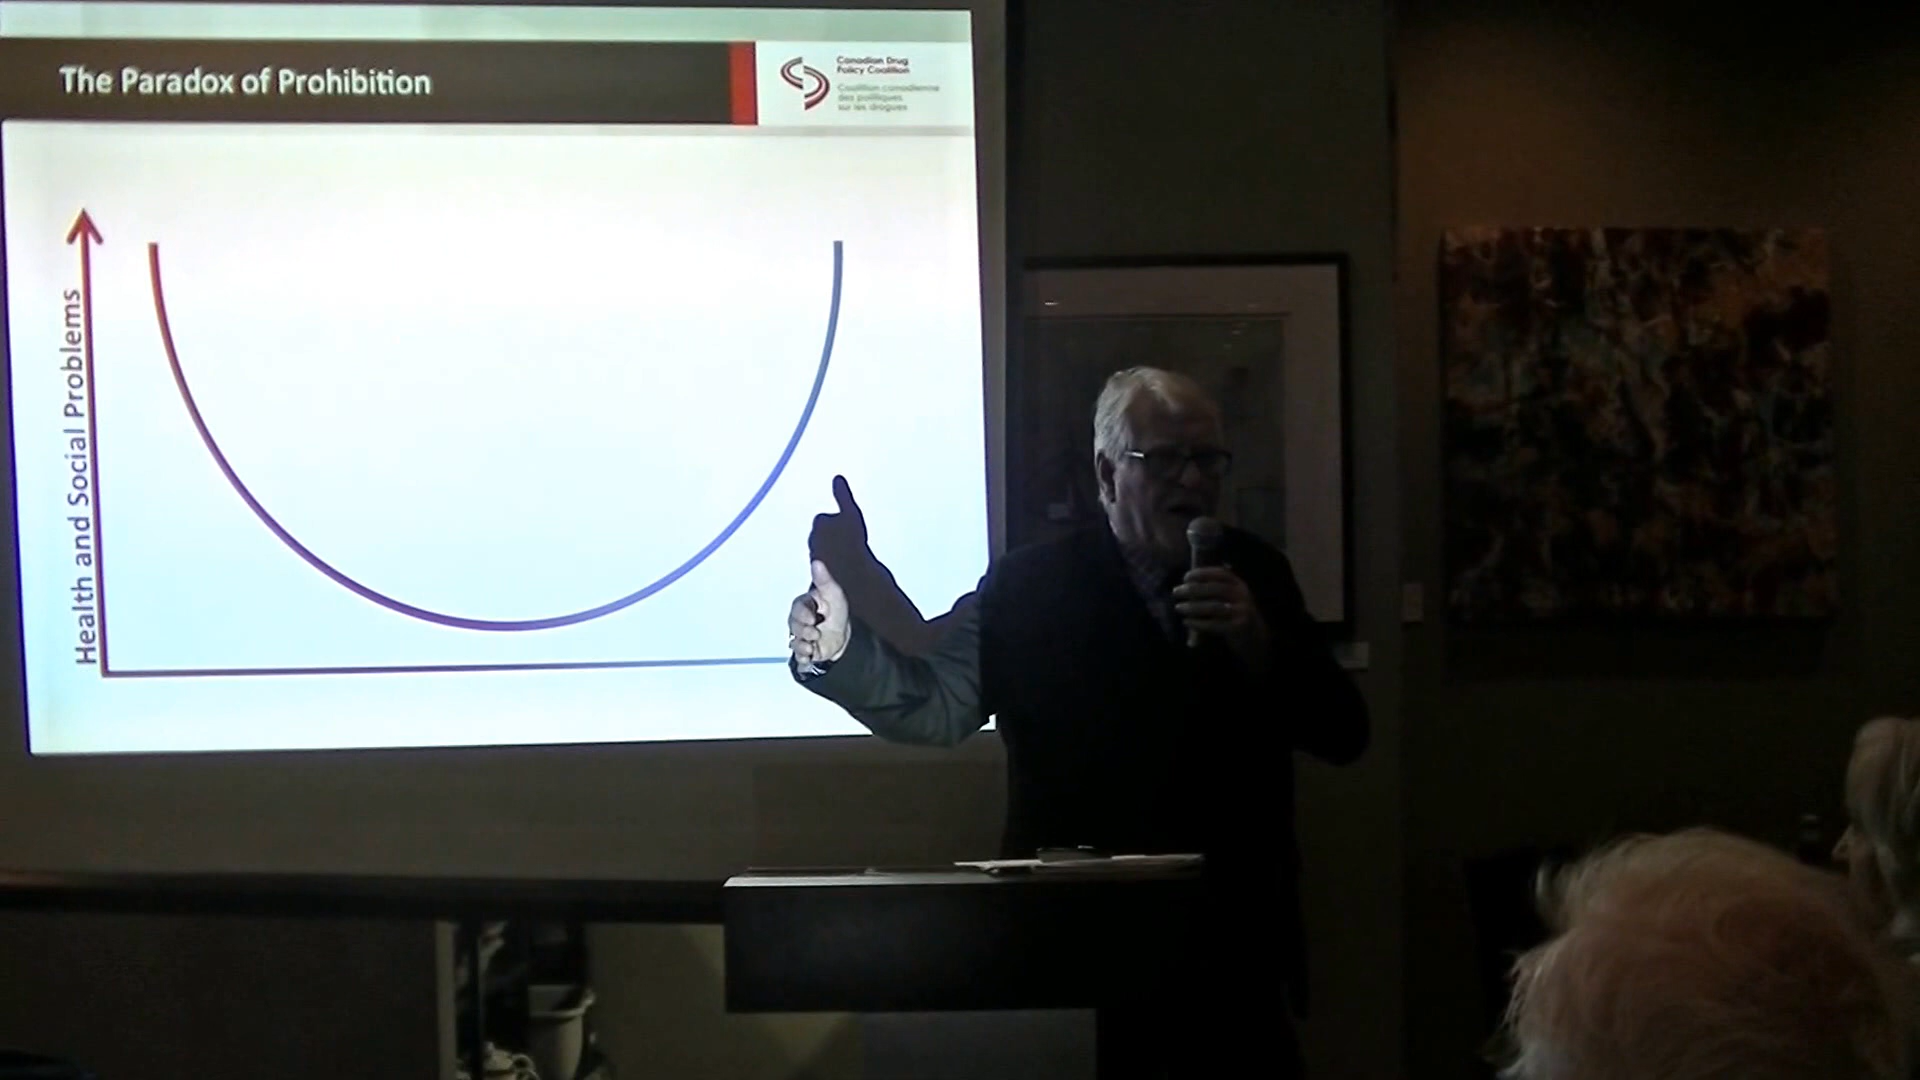 The Paradox of Prohibition
Canadian Drug
Policy Coalition
Coalition canadienne
des politiques
sur les drogues
Health and Social Problems